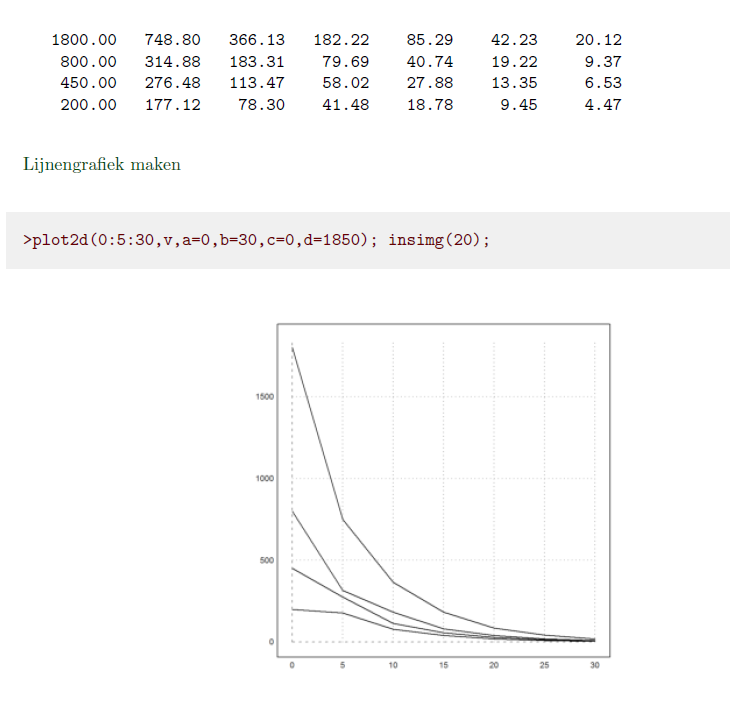 1800.00 748.80 366.13 182.22 85.29 42.23 20.12
800.00 314.88 183.31 79.69 40.74 19.22 9.37
450.00 276.48 113.47 58.02 27.88 13.35 6.53
200.00 177.12 78.30 41.48 18.78 9.45 4.47
Lijnengrafiek maken
>plot2d(0:5:30,v,a=0,b=30,c=0,d=1850); insimg(20);
1500
1000
500
0
0 5 10 15 20 25 30